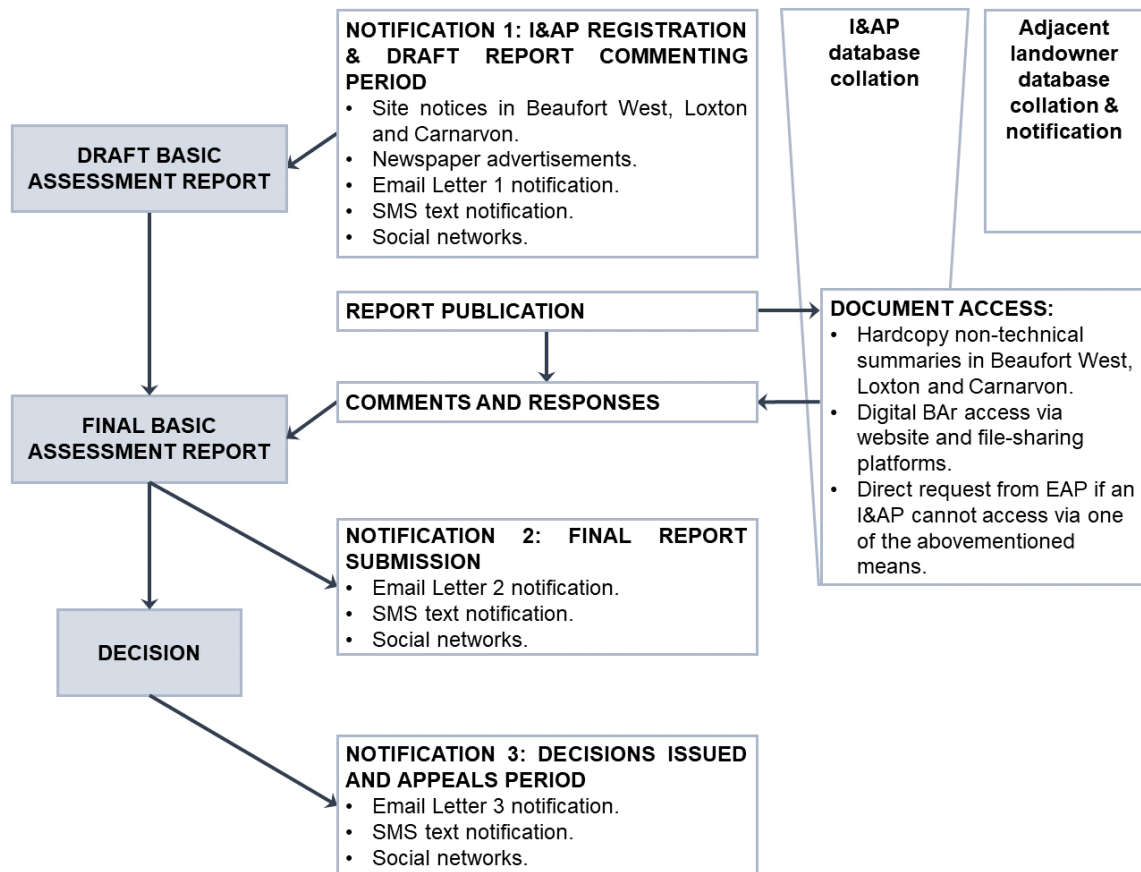 NOTIFICATION 1: I&AP REGISTRATION
& DRAFT REPORT COMMENTING
PERIOD
• Site notices in Beaufort West, Loxton
and Carnarvon.
• Newspaper advertisements.
• Email Letter 1 notification.
• SMS text notification.
• Social networks.
I&AP
database
collation
Adjacent
landowner
database
collation &
notification
DRAFT BASIC
ASSESSMENT REPORT
REPORT PUBLICATION
DOCUMENT ACCESS:
• Hardcopy non-technical
summaries in Beaufort West,
Loxton and Carnarvon.
• Digital BAr access via
website and file-sharing
platforms.
• Direct request from EAP if an
I&AP cannot access via one
of the abovementioned
means.
COMMENTS AND RESPONSES
FINAL BASIC
ASSESSMENT REPORT
NOTIFICATION 2: FINAL REPORT
SUBMISSION
• Email Letter 2 notification.
• SMS text notification.
• Social networks.
DECISION
NOTIFICATION 3: DECISIONS ISSUED
AND APPEALS PERIOD
• Email Letter 3 notification.
• SMS text notification.
• Social networks.